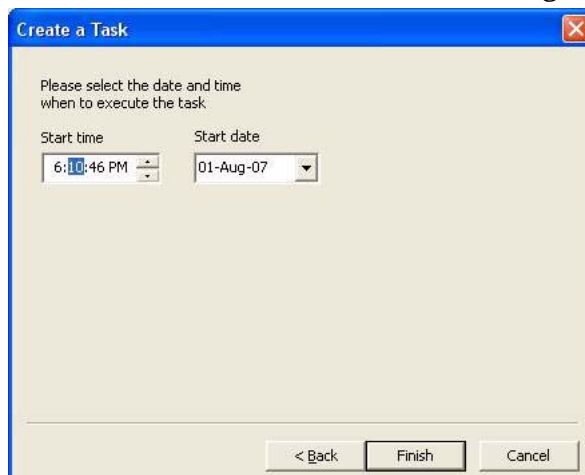 Create a Task
Please select the date and time
when to execute the task
Start time Start date
6:10:46 PM 01-Aug-07
< Back Finish Cancel